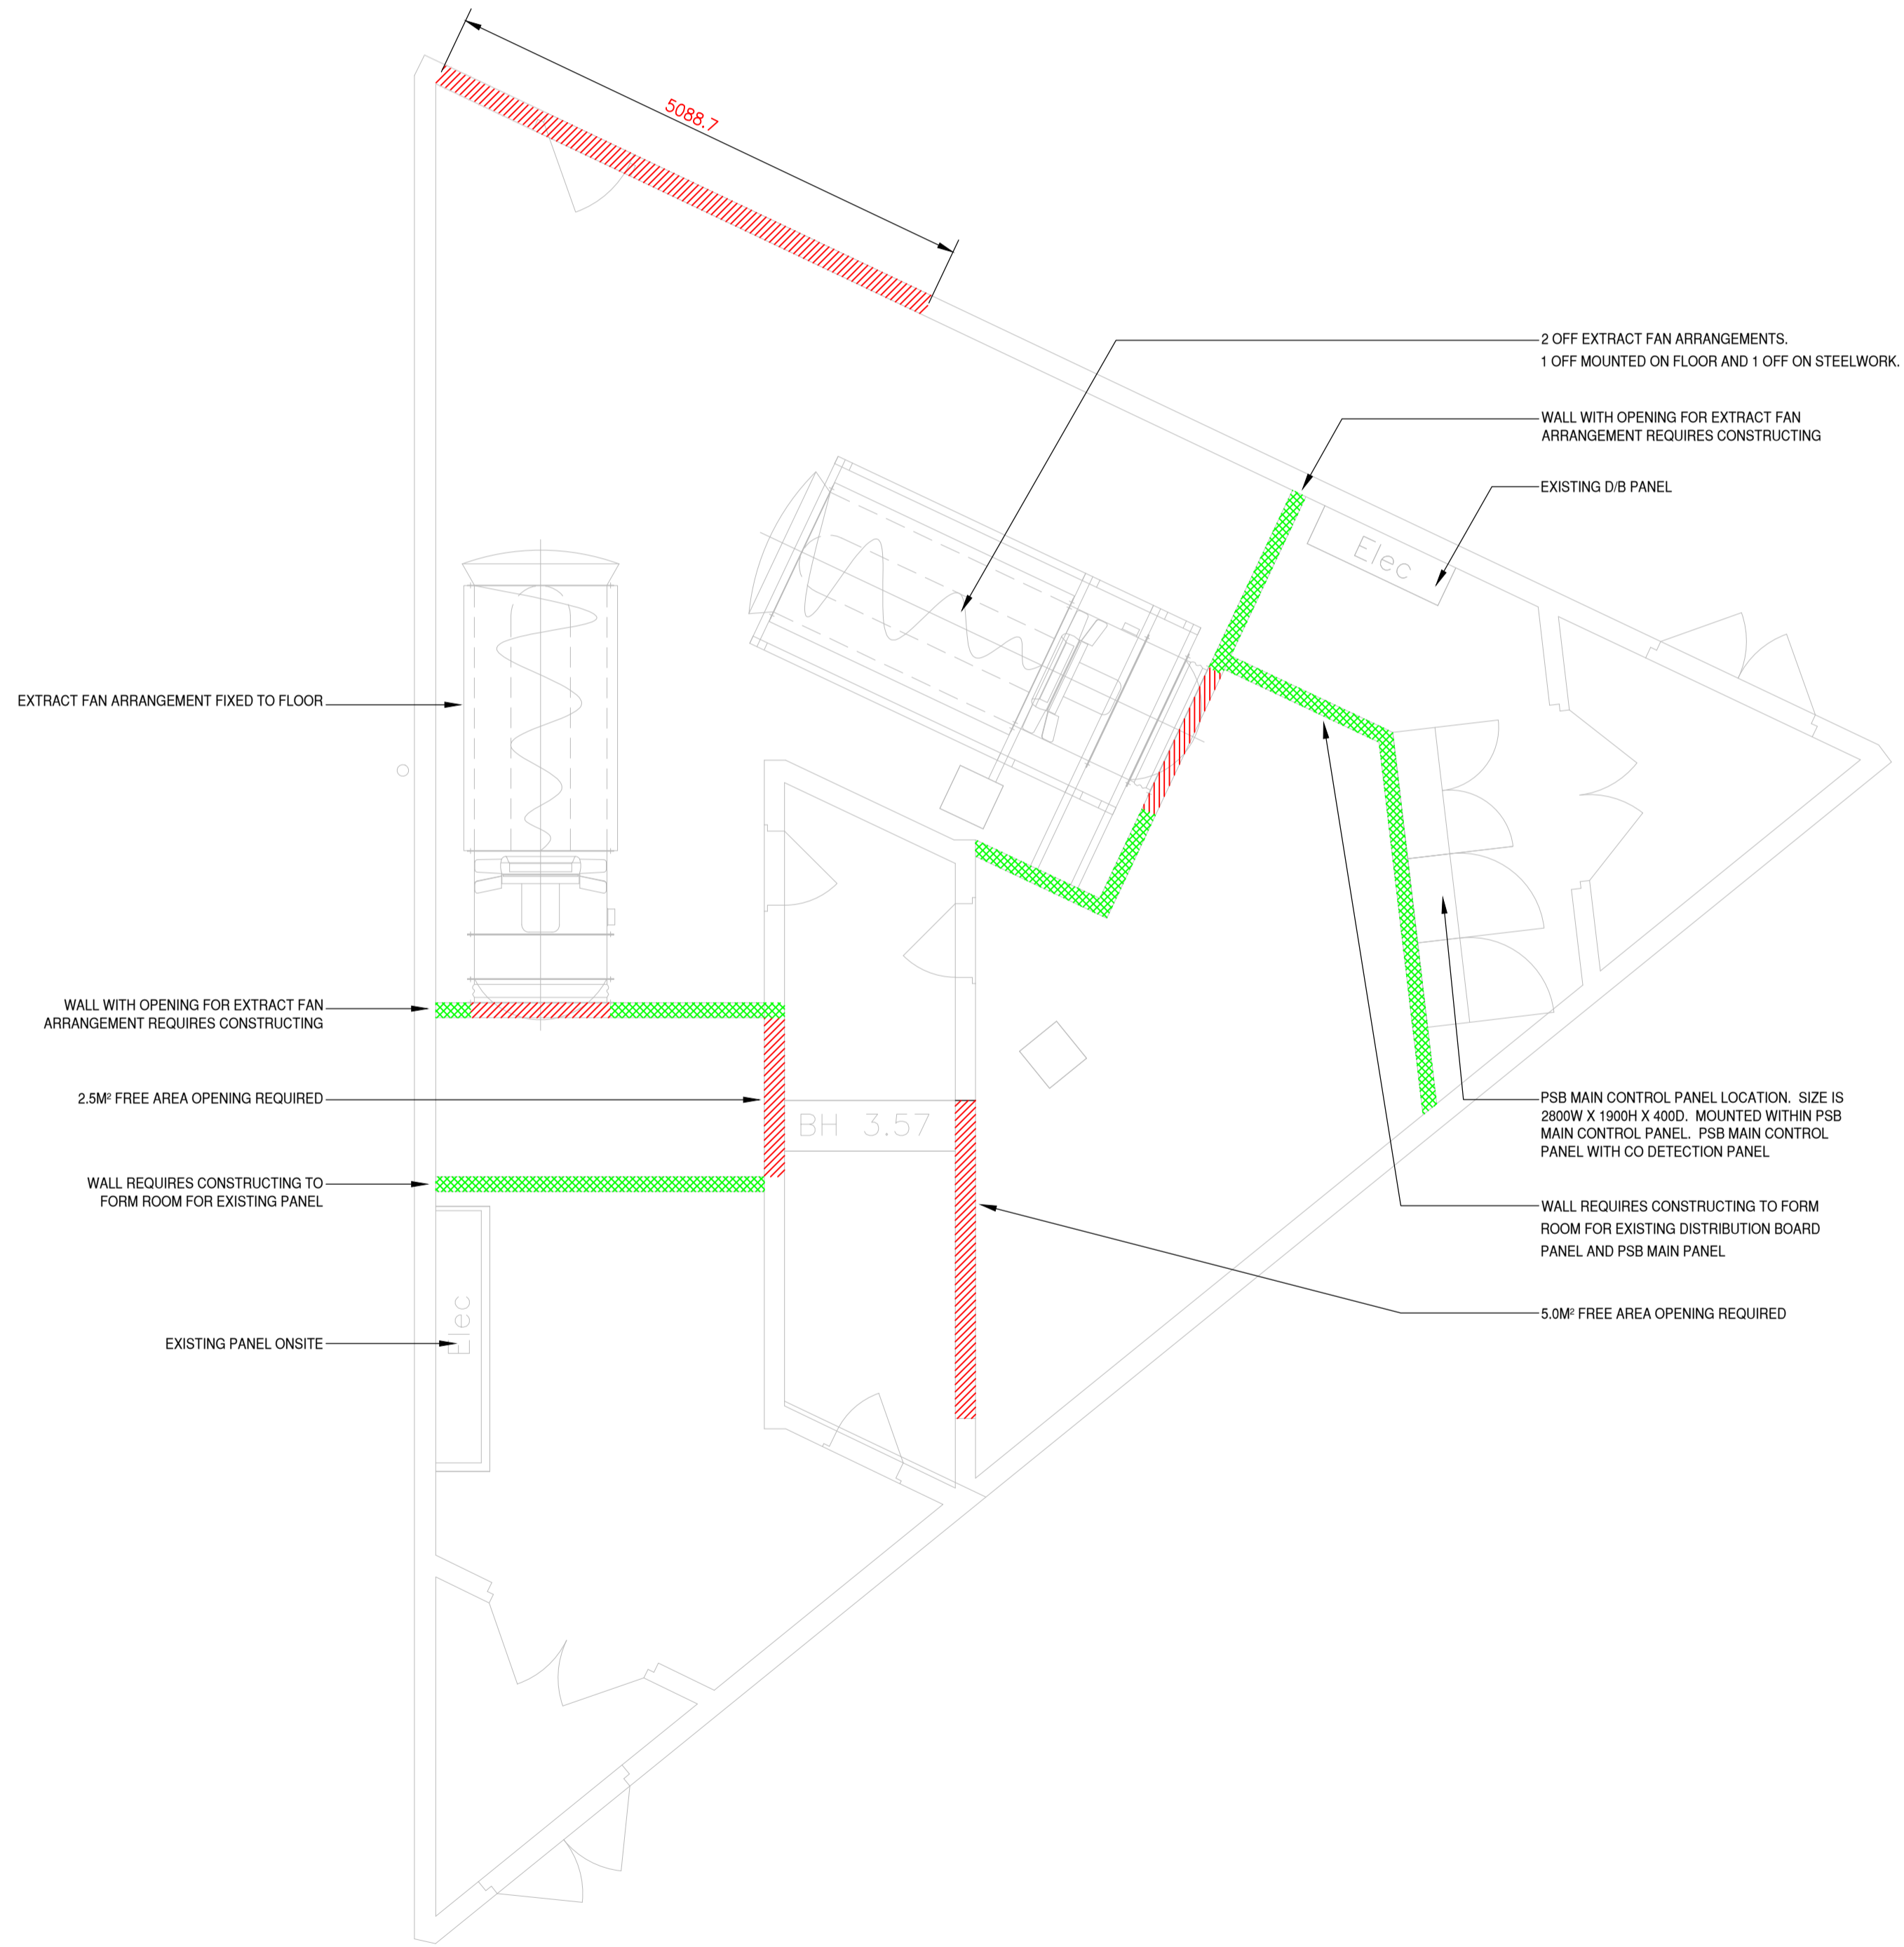 5088.7
2 OFF EXTRACT FAN ARRANGEMENTS.
1 OFF MOUNTED ON FLOOR AND 1 OFF ON STEELWORK.
WALL WITH OPENING FOR EXTRACT FAN
ARRANGEMENT REQUIRES CONSTRUCTING
EXISTING D/B PANEL
Elec
EXTRACT FAN ARRANGEMENT FIXED TO FLOOR
WALL WITH OPENING FOR EXTRACT FAN
ARRANGEMENT REQUIRES CONSTRUCTING
2.5M² FREE AREA OPENING REQUIRED
BH 3.57
PSB MAIN CONTROL PANEL LOCATION. SIZE IS
2800W X 1900H X 400D. MOUNTED WITHIN PSB
MAIN CONTROL PANEL. PSB MAIN CONTROL
PANEL WITH CO DETECTION PANEL
WALL REQUIRES CONSTRUCTING TO
FORM ROOM FOR EXISTING PANEL
WALL REQUIRES CONSTRUCTING TO FORM
ROOM FOR EXISTING DISTRIBUTION BOARD
PANEL AND PSB MAIN PANEL
5.0M² FREE AREA OPENING REQUIRED
Elec
EXISTING PANEL ONSITE